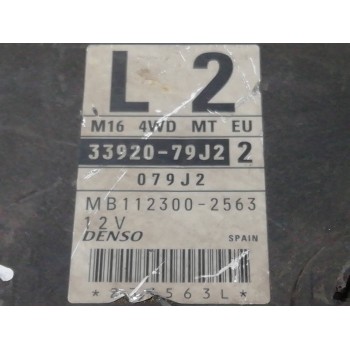 L 2
M16 4WD MT EU
33920-79J2 2
079J2
MB112300-2563
12V
DENSO SPAIN